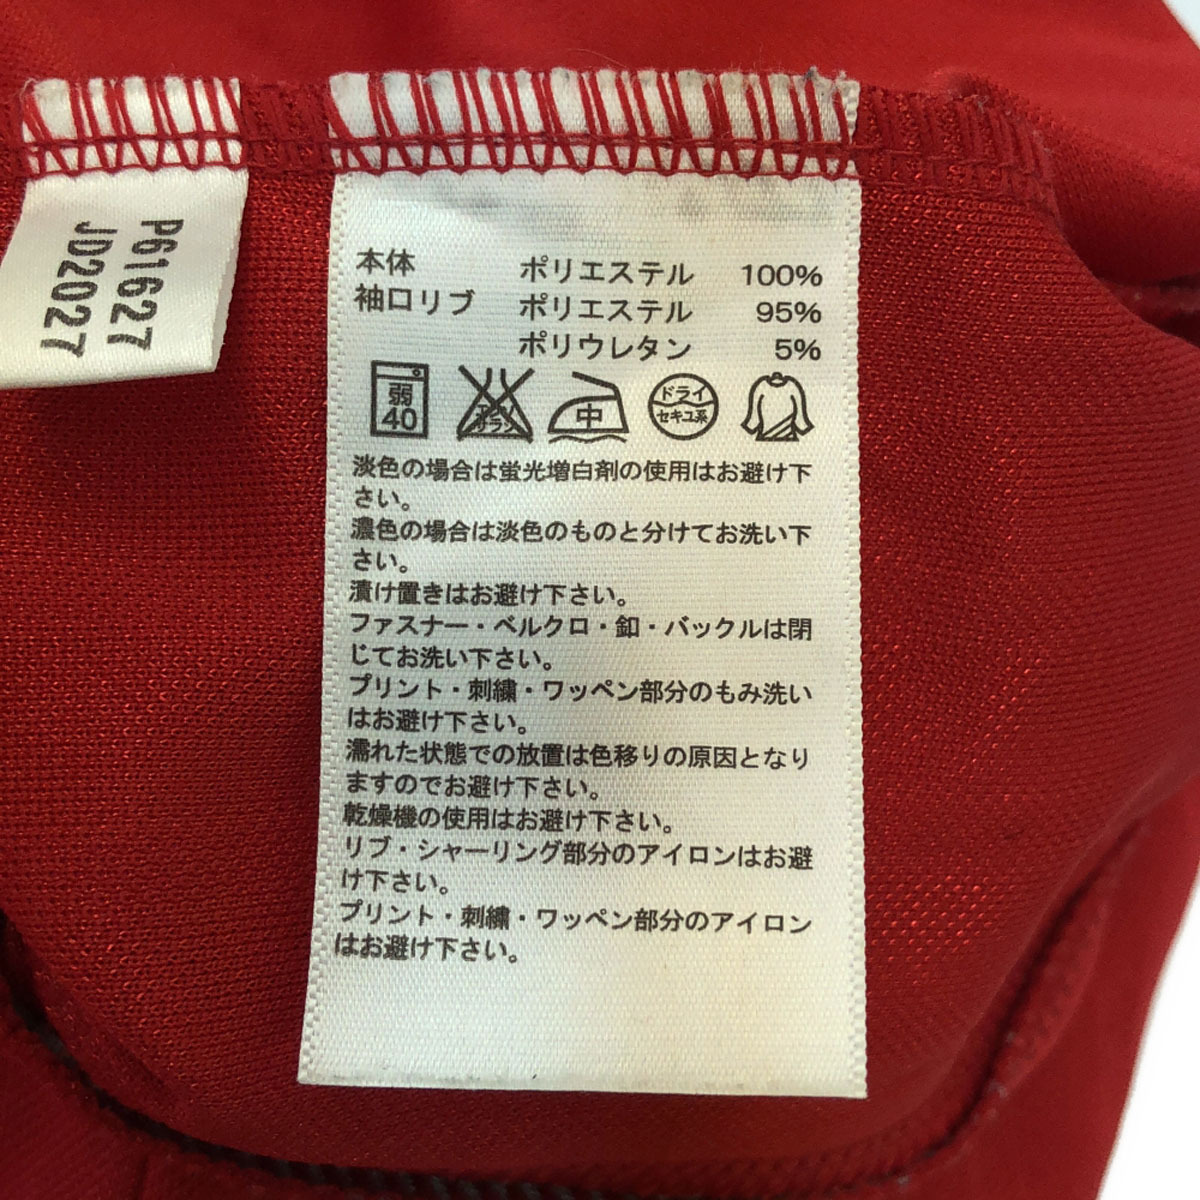 P61627
JD2027
本体 ポリエステル 100%
袖口リブ ポリエステル 95%
ポリウレタン 5%
弱
40
エンソ
サラシ
中
ドライ
セキユ系
淡色の場合は蛍光増白剤の使用はお避け下
さい。
濃色の場合は淡色のものと分けてお洗い下
さい。
漬け置きはお避け下さい。
ファスナー・ベルクロ・釦・バックルは閉
じてお洗い下さい。
プリント・刺繍・ワッペン部分のもみ洗い
はお避け下さい。
濡れた状態での放置は色移りの原因となり
ますのでお避け下さい。
乾燥機の使用はお避け下さい。
リブ・シャーリング部分のアイロンはお避
け下さい。
プリント・刺繍・ワッペン部分のアイロン
はお避け下さい。